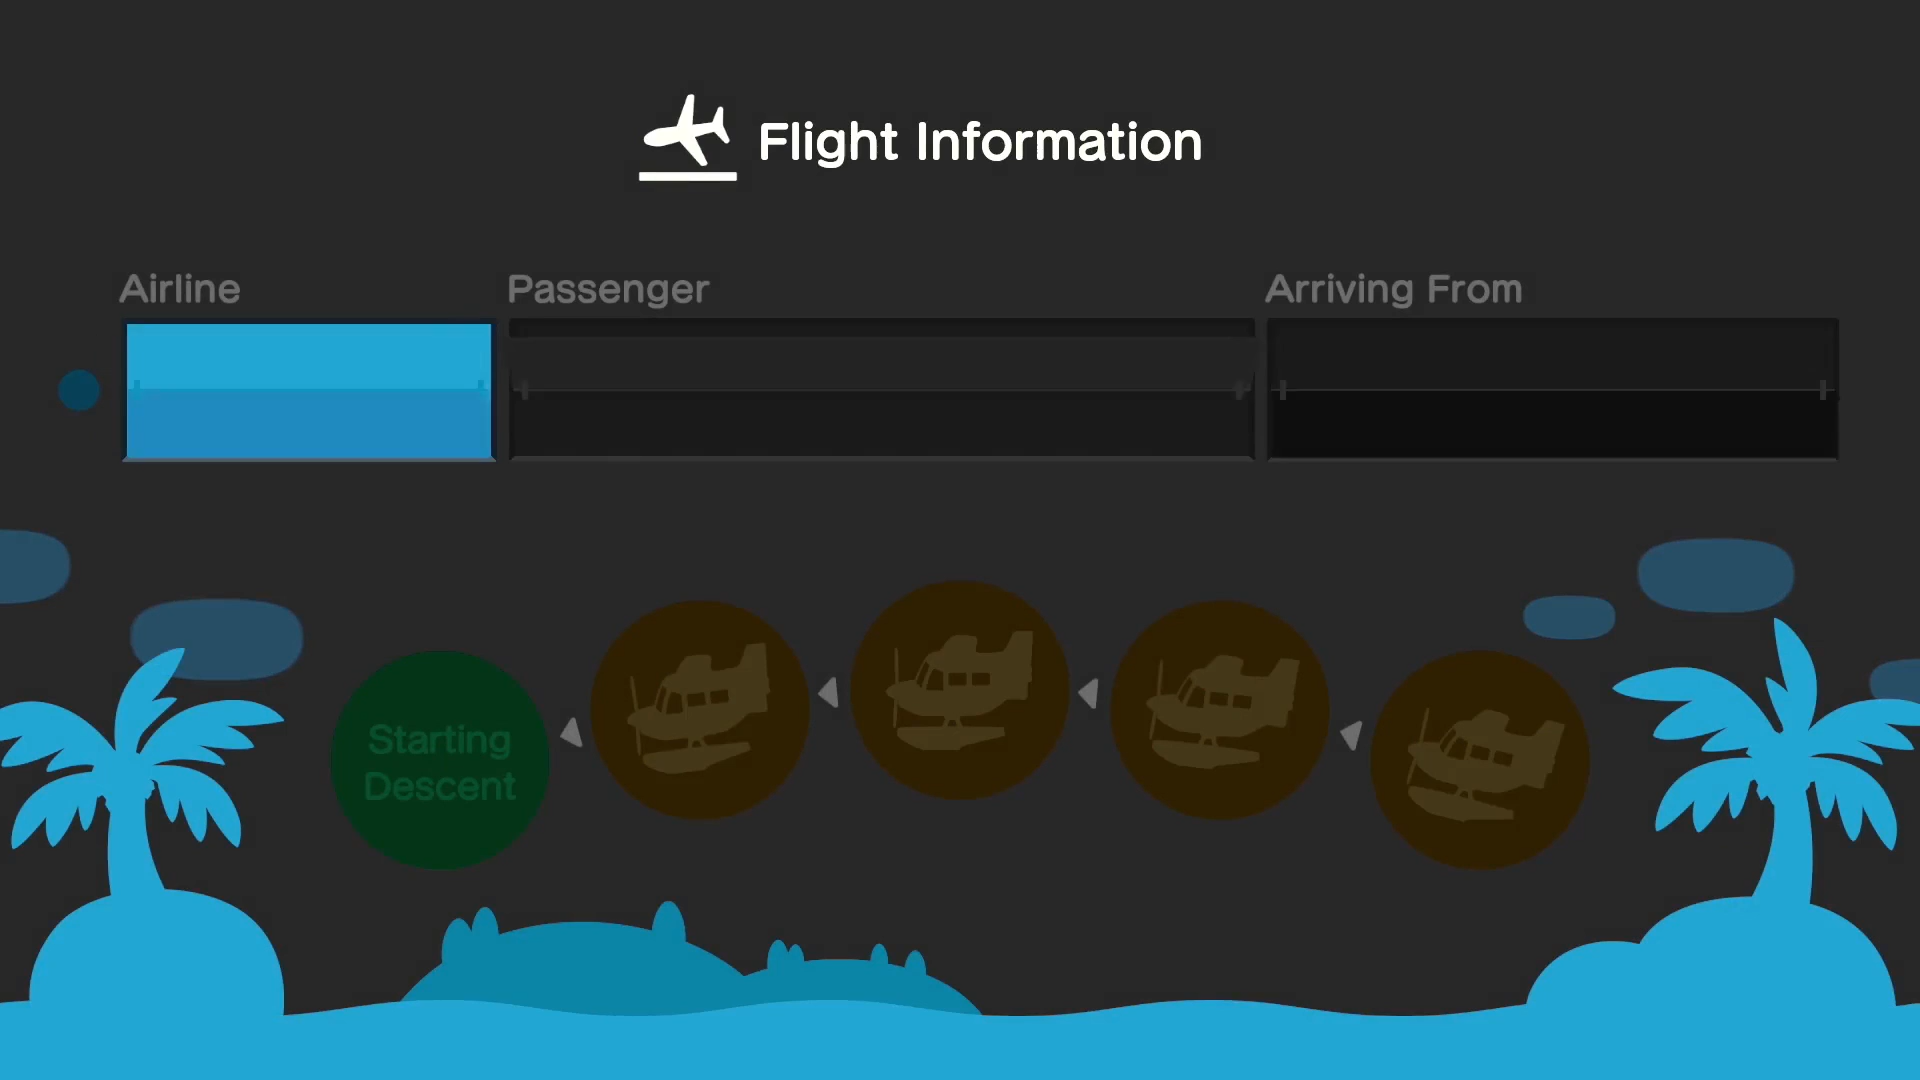 Flight Information
Airline
Passenger
Arriving From
Starting
Descent